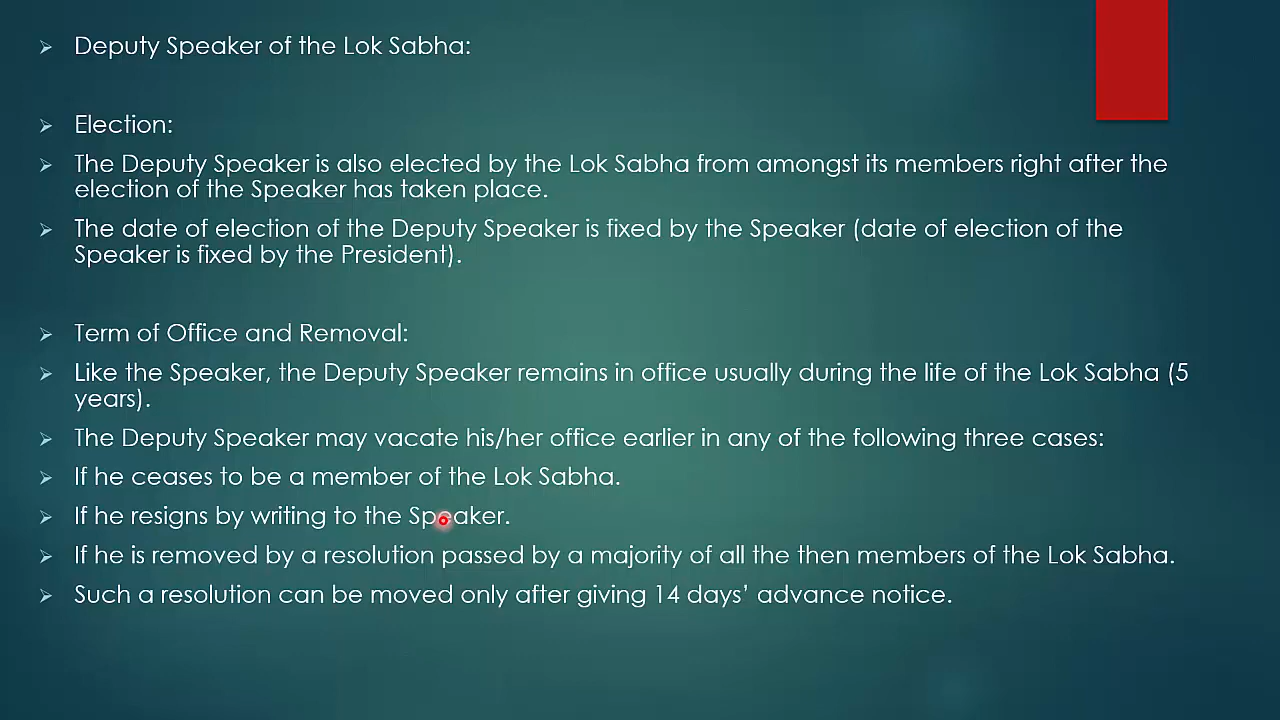 Deputy Speaker of the Lok Sabha:
Election:
The Deputy Speaker is also elected by the Lok Sabha from amongst its members right after the
election of the Speaker has taken place.
The date of election of the Deputy Speaker is fixed by the Speaker (date of election of the
Speaker is fixed by the President).
Term of Office and Removal:
Like the Speaker, the Deputy Speaker remains in office usually during the life of the Lok Sabha (5
years).
The Deputy Speaker may vacate his/her office earlier in any of the following three cases:
If he ceases to be a member of the Lok Sabha.
If he resigns by writing to the Speaker.
If he is removed by a resolution passed by a majority of all the then members of the Lok Sabha.
Such a resolution can be moved only after giving 14 days’ advance notice.